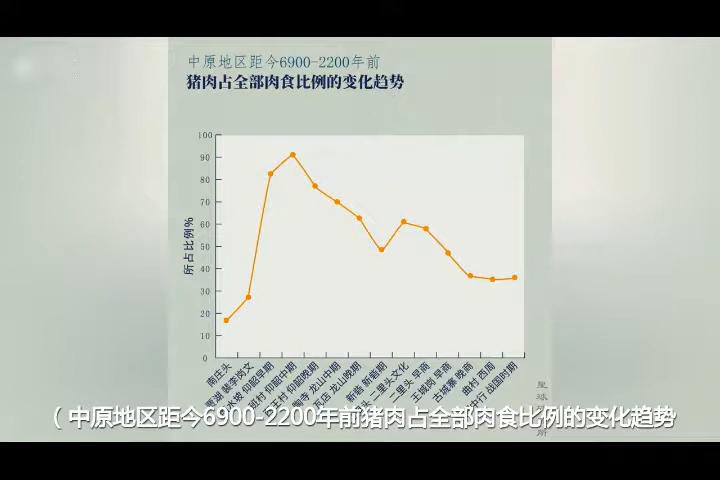 中原地区距今6900-2200年前
猪肉占全部肉食比例的变化趋势
100
90
80
70
60
50
40
30
20
10
0
所占比例%
南庄头
贾湖 裴李岗文
水坡 仰韶早期
班村 仰韶中期
王村 仰韶晚期
陶寺 龙山中期
瓦店 龙山晚期
新砦 新砦期
头 二里头文化
二里头 早商
王城岗 早商
古城寨 晚商
曲村 西周
中行 战国时期
星球
（中原地区距今6900-2200年前猪肉占全部肉食比例的变化趋势